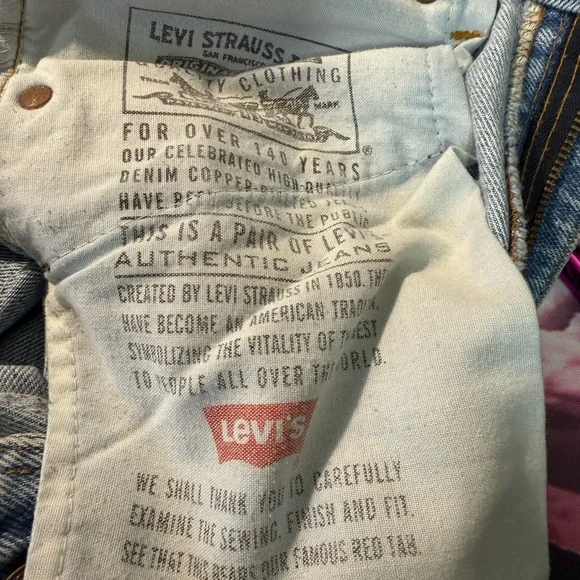 LEVI STRAUSS
SAN FRANCISCO
ORIGINAL
CLOTHING
TRADE MARK
®
FOR OVER 140 YEARS
OUR CELEBRATED HIGH-QUALITY
DENIM COPPER-
HAVE BEEN BEFORE THE PUBLIC
THIS IS A PAIR OF LEVI'S
AUTHENTIC JEANS
CREATED BY LEVI STRAUSS IN 1850. THEY
HAVE BECOME AN AMERICAN
SYMBOLIZING THE VITALITY OF WEST
TO PEOPLE ALL OVER THE WORLD.
LEVI'S
WE SHALL THANK YOU TO CAREFULLY
EXAMINE THE SEWING, FINISH AND FIT.
SEE THAT THIS BEARS OUR FAMOUS RED TAB.